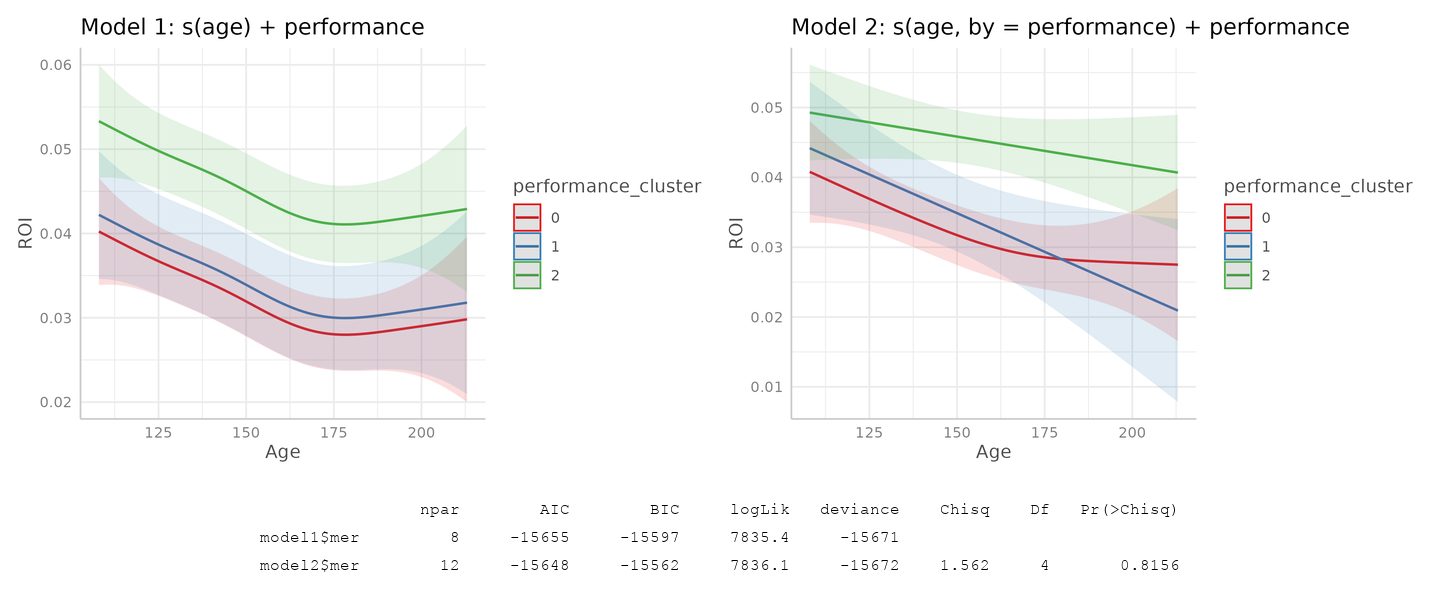 Model 1: s(age) + performance
0.06
0.05
0.04
0.03
0.02
ROI
125 150 175 200
Age
performance_cluster
0
1
2
Model 2: s(age, by = performance) + performance
0.05
0.04
0.03
0.02
0.01
ROI
125 150 175 200
Age
performance_cluster
0
1
2
npar AIC BIC logLik deviance Chisq Df Pr(>Chisq)
model1$mer 8 -15655 -15597 7835.4 -15671
model2$mer 12 -15648 -15562 7836.1 -15672 1.562 4 0.8156